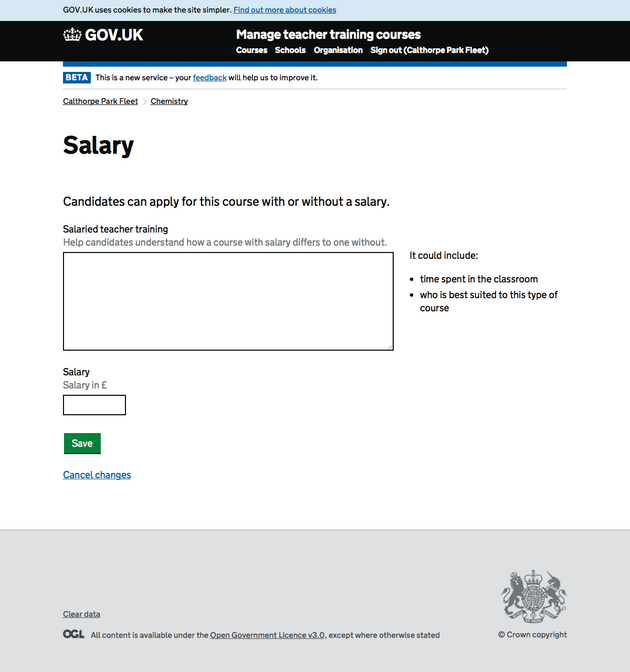 GOV.UK uses cookies to make the site simpler. Find out more about cookies
GOV.UK
Manage teacher training courses
Courses Schools Organisation Sign out (Calthorpe Park Fleet)
BETA This is a new service – your feedback will help us to improve it.
Calthorpe Park Fleet > Chemistry
Salary
Candidates can apply for this course with or without a salary.
Salaried teacher training
Help candidates understand how a course with salary differs to one without.
It could include:
• time spent in the classroom
• who is best suited to this type of
course
Salary
Salary in £
Save
Cancel changes
Clear data
OGL All content is available under the Open Government Licence v3.0, except where otherwise stated
© Crown copyright